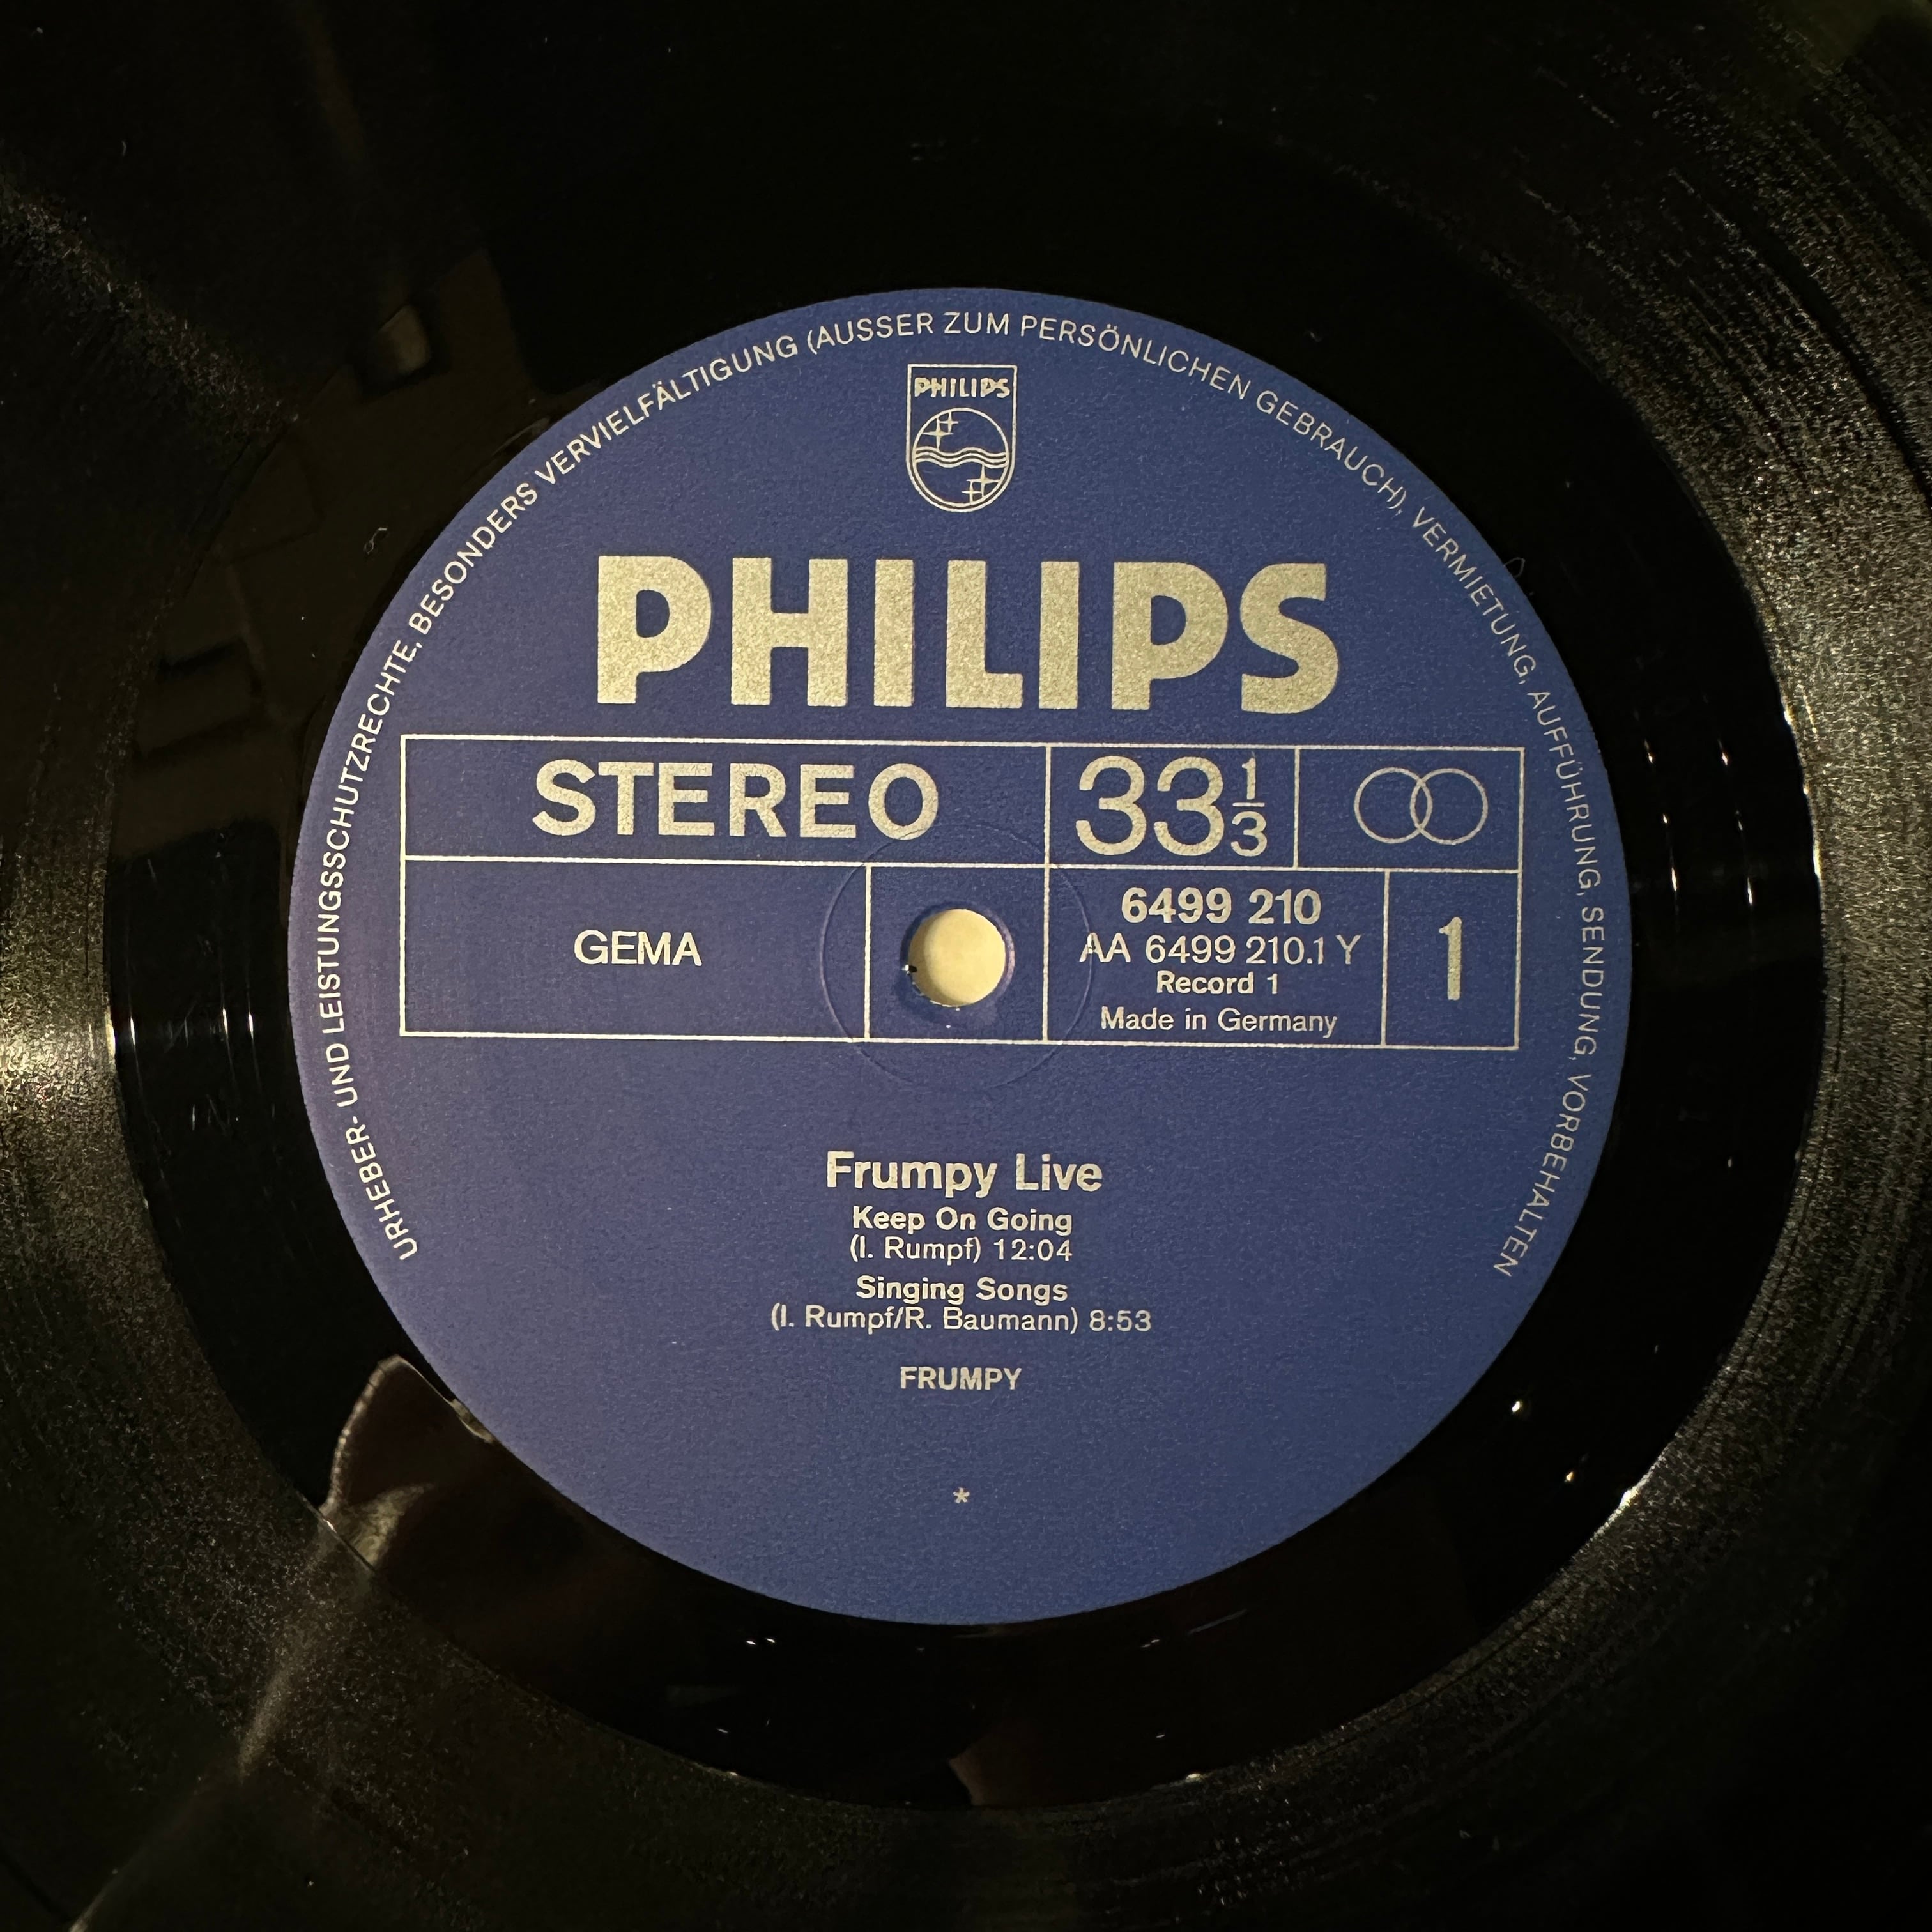 URHEBER- UND LEISTUNGSSCHUTZRECHTE, BESONDERS VERVIELFÄLTIGUNG (AUSSER ZUM PERSÖNLICHEN GEBRAUCH), VERMIETUNG, AUFFÜHRUNG, SENDUNG, VORBEHALTEN
PHILIPS
PHILIPS
STEREO
33 1/3
GEMA
6499 210
AA 6499 210.1 Y
Record 1
Made in Germany
1
Frumpy Live
Keep On Going
(I. Rumpf) 12:04
Singing Songs
(I. Rumpf/R. Baumann) 8:53
FRUMPY
*